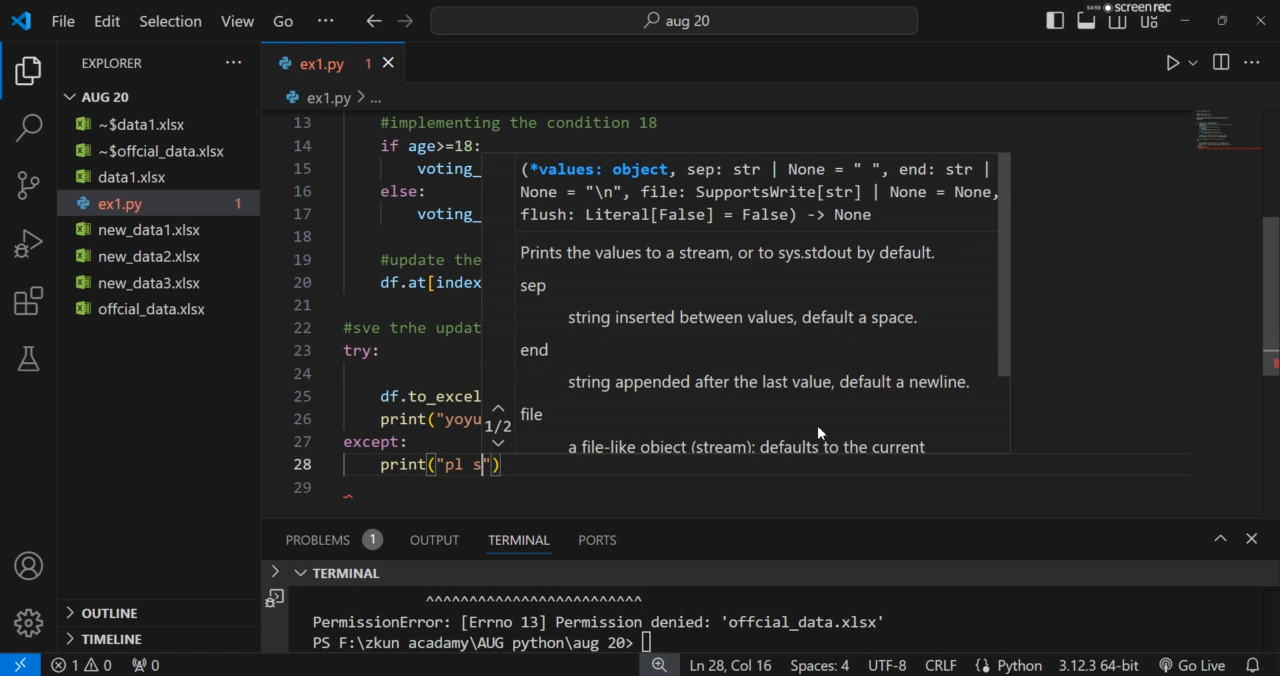 File Edit Selection View Go ··· aug 20
54:59 screenrec
EXPLORER ···
AUG 20
~$data1.xlsx
~$offcial_data.xlsx
data1.xlsx
ex1.py 1
new_data1.xlsx
new_data2.xlsx
new_data3.xlsx
offcial_data.xlsx
OUTLINE
TIMELINE
ex1.py 1
ex1.py > ...
13 #implementing the condition 18
14 if age>=18:
15 voting_
16 else:
17 voting_
18
19 #update the
20 df.at[index
21
22 #sve trhe updat
23 try:
24
25 df.to_excel
26 print("yoyu
27 except:
28 print("pl s")
29
(*values: object, sep: str | None = " ", end: str |
None = "\n", file: SupportsWrite[str] | None = None,
flush: Literal[False] = False) -> None
Prints the values to a stream, or to sys.stdout by default.
sep
string inserted between values, default a space.
end
string appended after the last value, default a newline.
1/2
file
a file-like object (stream); defaults to the current
PROBLEMS 1 OUTPUT TERMINAL PORTS
TERMINAL
^^^^^^^^^^^^^^^^^^^^^^^^^
PermissionError: [Errno 13] Permission denied: 'offcial_data.xlsx'
PS F:\zkun acadamy\AUG python\aug 20>
1 0 0 Ln 28, Col 16 Spaces: 4 UTF-8 CRLF Python 3.12.3 64-bit Go Live